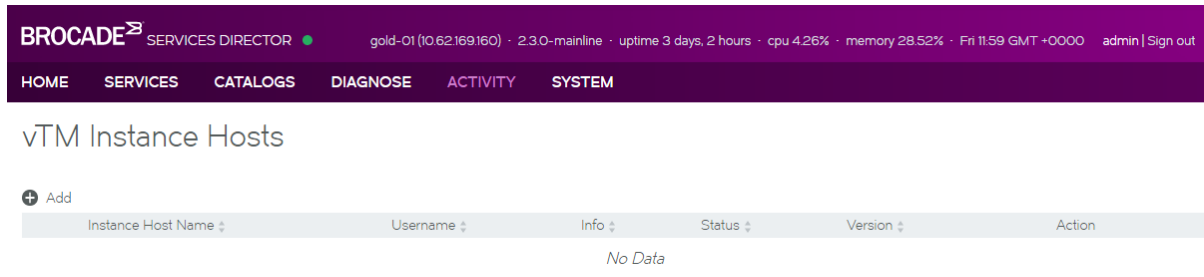 BROCADE SERVICES DIRECTOR gold-01 (10.62.169.160) · 2.3.0-mainline · uptime 3 days, 2 hours · cpu 4.26% · memory 28.52% · Fri 11:59 GMT +0000 admin | Sign out
HOME SERVICES CATALOGS DIAGNOSE ACTIVITY SYSTEM
vTM Instance Hosts
Add
Instance Host Name Username Info Status Version Action
No Data